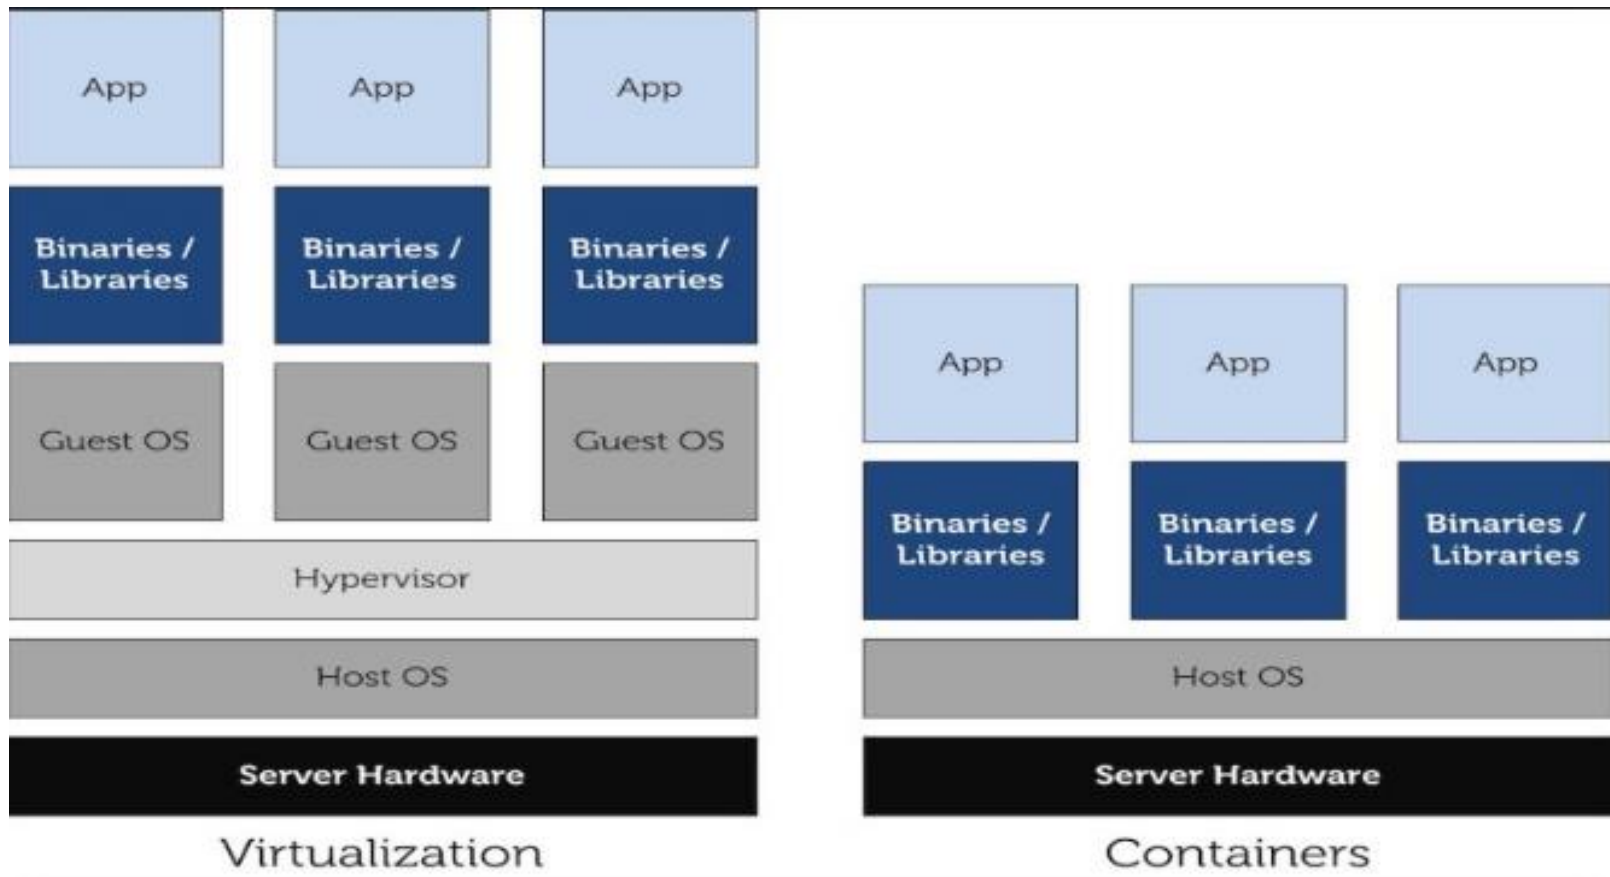 App App App
Binaries / Binaries / Binaries /
Libraries Libraries Libraries
Guest OS Guest OS Guest OS
Hypervisor
Host OS
Server Hardware
Virtualization
App App App
Binaries / Binaries / Binaries /
Libraries Libraries Libraries
Host OS
Server Hardware
Containers